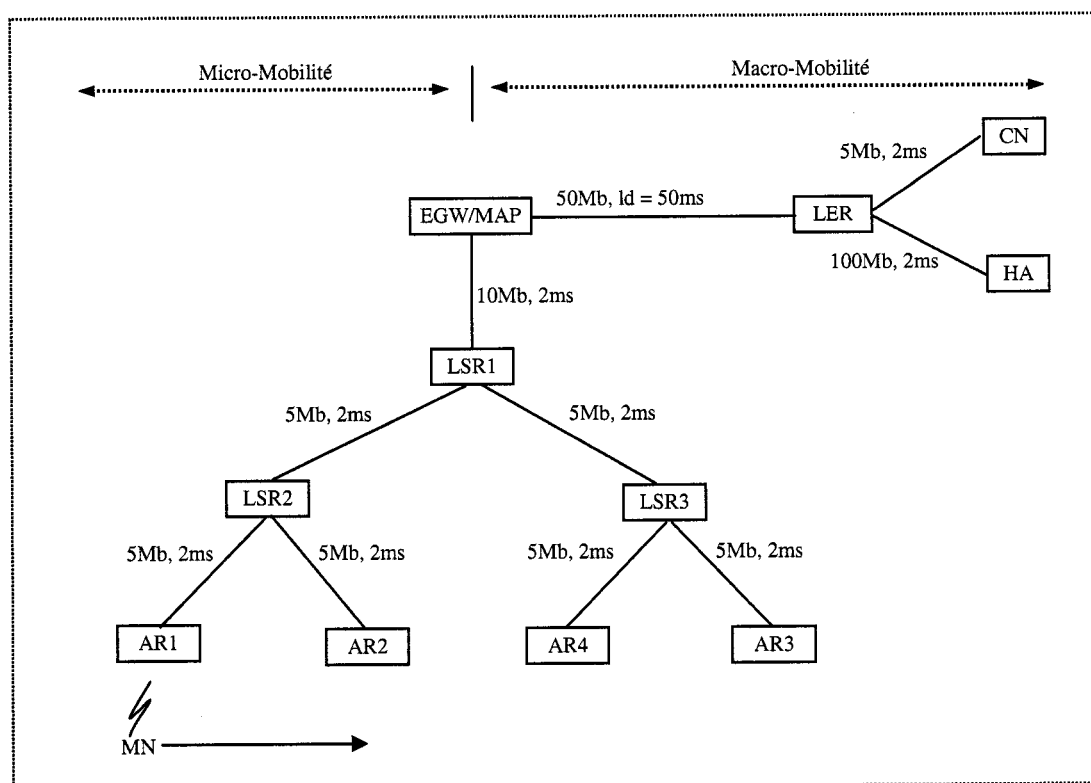 Micro-Mobilité
Macro-Mobilité
CN
5Mb, 2ms
50Mb, ld = 50ms
EGW/MAP
LER
100Mb, 2ms
HA
10Mb, 2ms
LSR1
5Mb, 2ms
5Mb, 2ms
LSR2
LSR3
5Mb, 2ms
5Mb, 2ms
5Mb, 2ms
5Mb, 2ms
AR1
AR2
AR4
AR3
MN